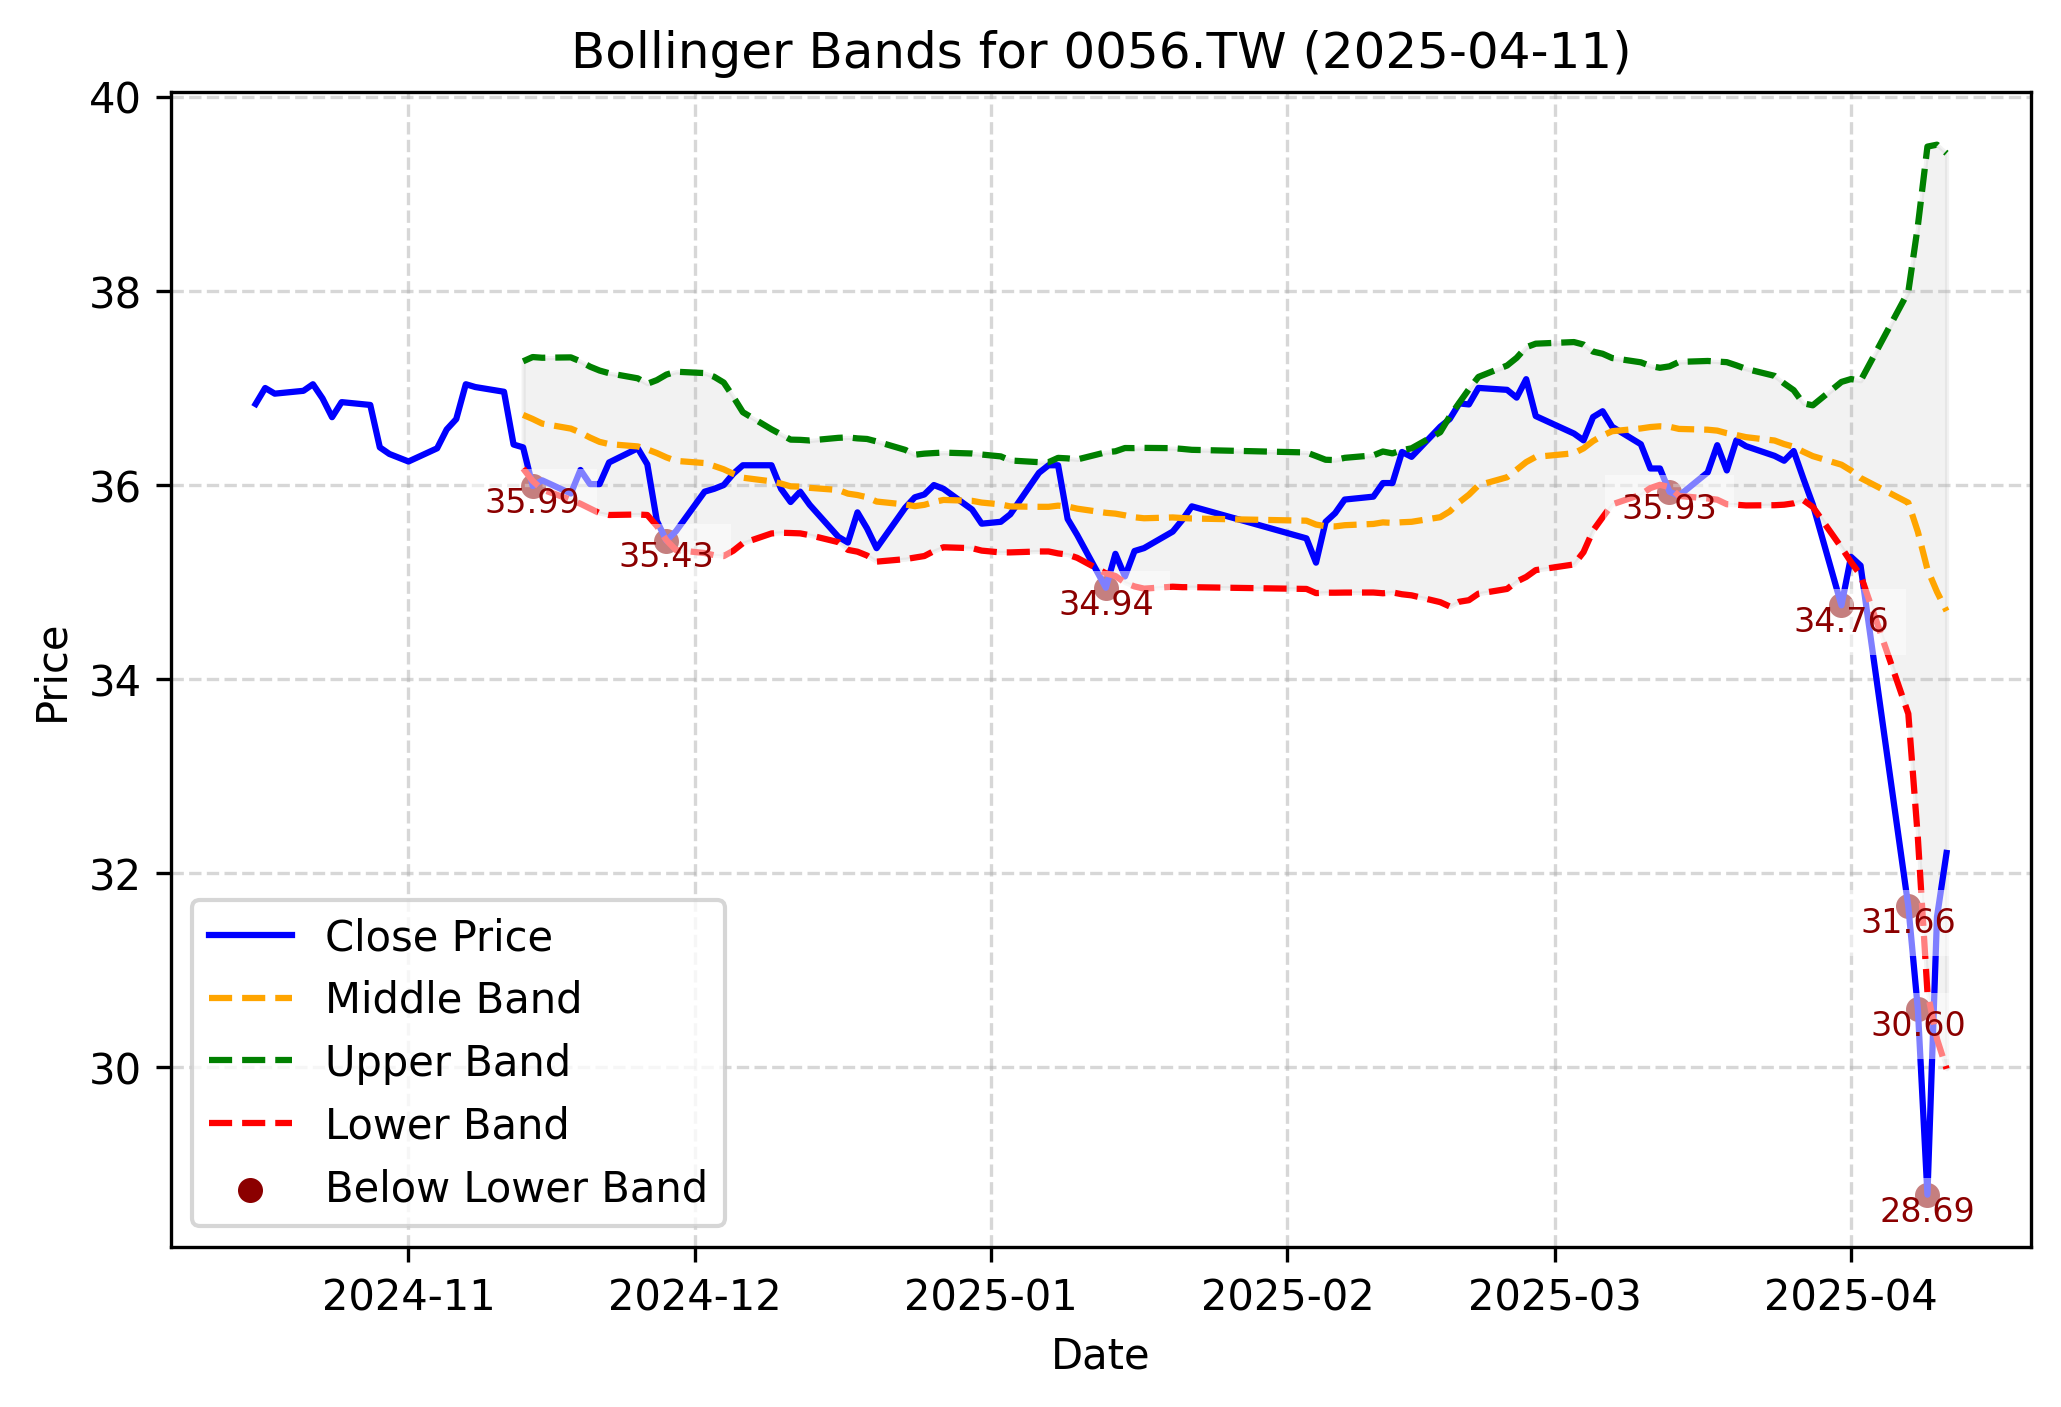 Bollinger Bands for 0056.TW (2025-04-11)
40
38
36
34
32
30
Price
35.99
35.43
34.94
35.93
34.76
31.66
30.60
28.69
Close Price
Middle Band
Upper Band
Lower Band
Below Lower Band
2024-11
2024-12
2025-01
2025-02
2025-03
2025-04
Date